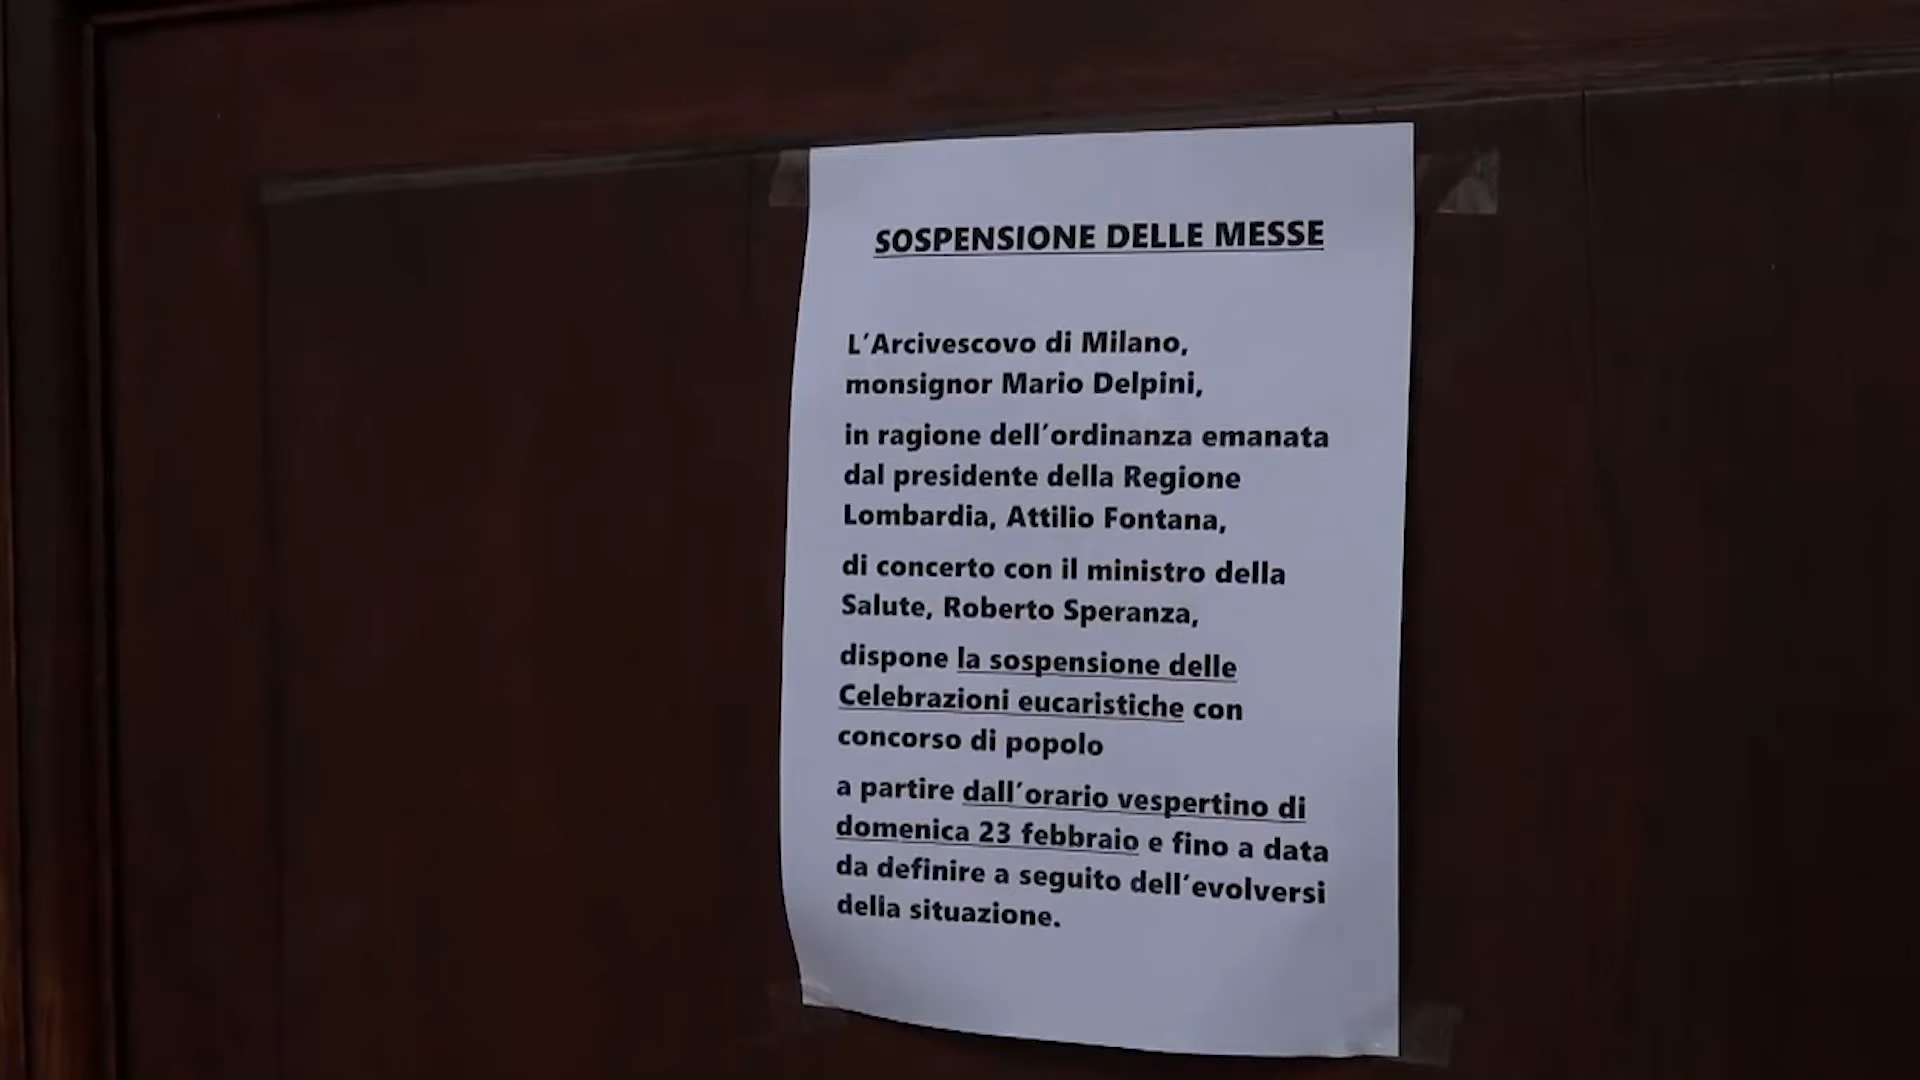 SOSPENSIONE DELLE MESSE
L'Arcivescovo di Milano,
monsignor Mario Delpini,
in ragione dell'ordinanza emanata
dal presidente della Regione
Lombardia, Attilio Fontana,
di concerto con il ministro della
Salute, Roberto Speranza,
dispone la sospensione delle
Celebrazioni eucaristiche con
concorso di popolo
a partire dall'orario vespertino di
domenica 23 febbraio e fino a data
da definire a seguito dell'evolversi
della situazione.